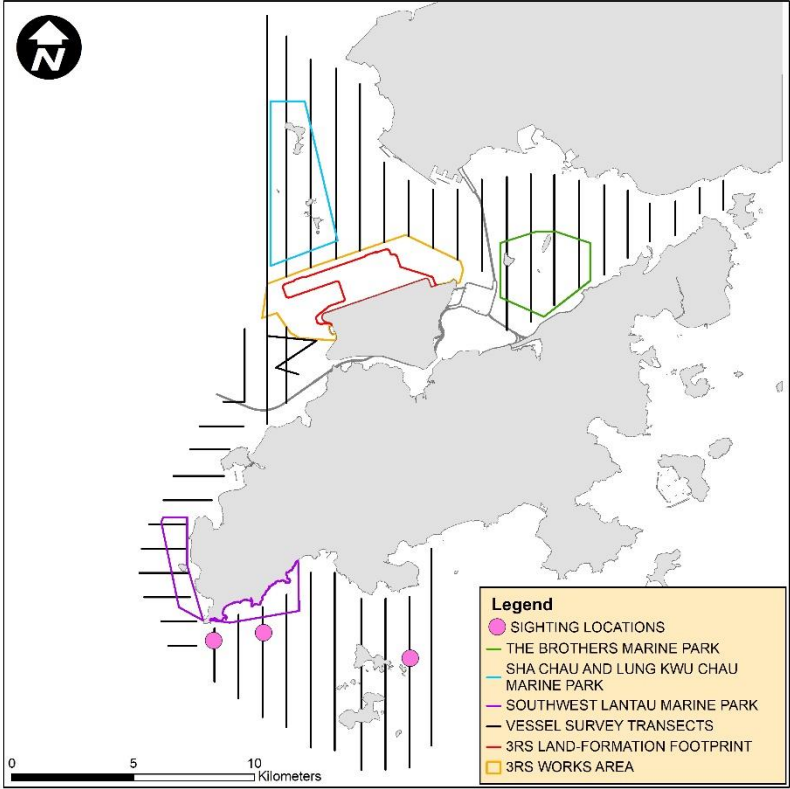 N
Legend
SIGHTING LOCATIONS
THE BROTHERS MARINE PARK
SHA CHAU AND LUNG KWU CHAU
MARINE PARK
SOUTHWEST LANTAU MARINE PARK
VESSEL SURVEY TRANSECTS
3RS LAND-FORMATION FOOTPRINT
3RS WORKS AREA
0 5 10
Kilometers